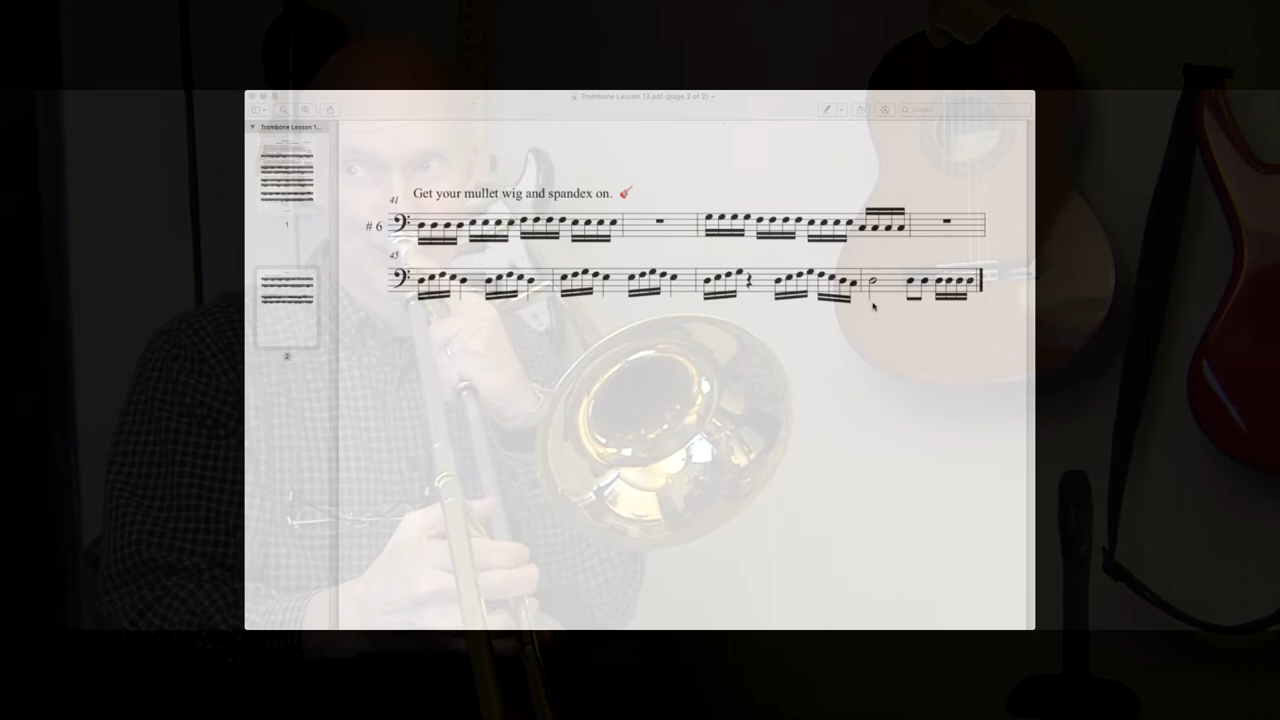 Trombone Lesson 13.pdf (page 2 of 2)
Search
Trombone Lesson 1...
1
2
Get your mullet wig and spandex on. 🎸
41
# 6
45